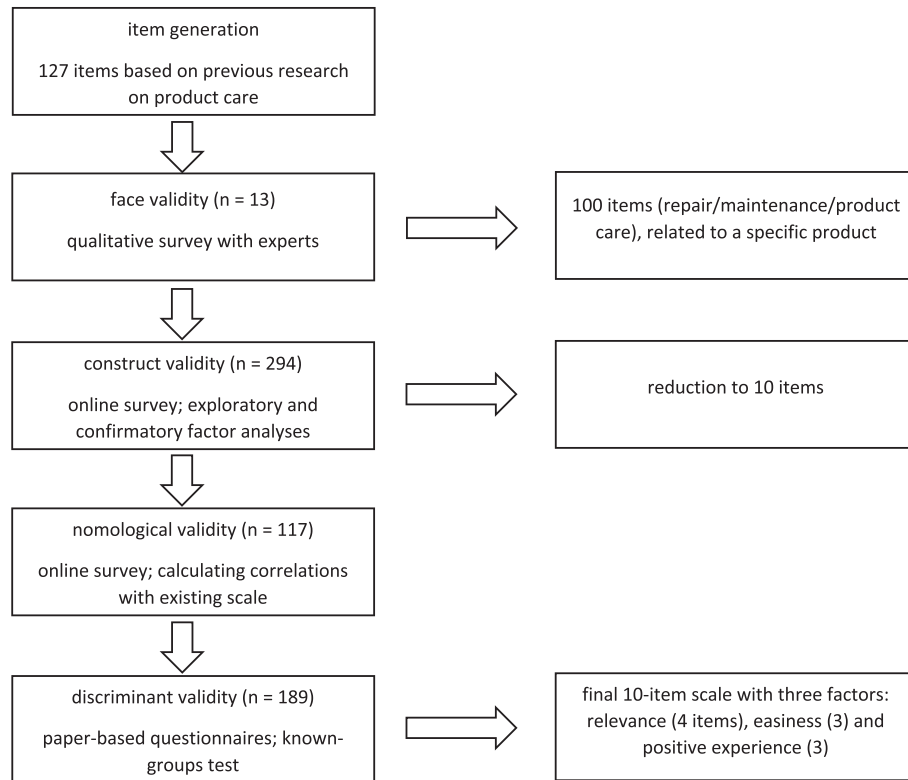 item generation
127 items based on previous research
on product care
face validity (n = 13)
qualitative survey with experts
100 items (repair/maintenance/product
care), related to a specific product
construct validity (n = 294)
online survey; exploratory and
confirmatory factor analyses
reduction to 10 items
nomological validity (n = 117)
online survey; calculating correlations
with existing scale
discriminant validity (n = 189)
paper-based questionnaires; known-
groups test
final 10-item scale with three factors:
relevance (4 items), easiness (3) and
positive experience (3)